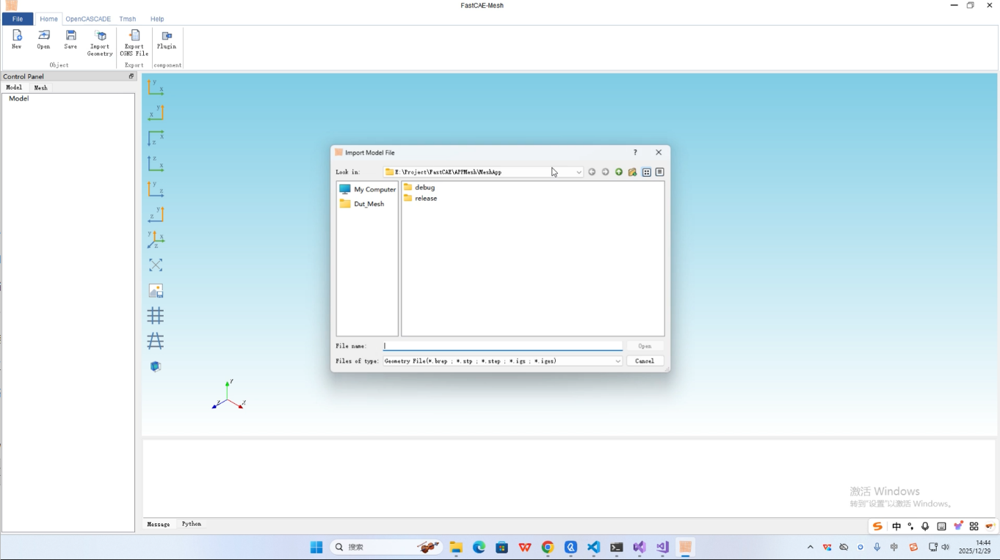 FastCAE-Mesh
File Home OpenCASCADE Tmsh Help
New Open Save Import Geometry Export CGNS File Plugin
Object Export component
Control Panel
Model Mesh
Model
y x
x y
x z
z x
y z
z y
y x z
Import Model File
Look in: E:\Project\FastCAE\APPMesh\MeshApp
My Computer
Dut_Mesh
debug
release
File name: Open
Files of type: Geometry File(*.brep ; *.stp ; *.step ; *.igs ; *.iges) Cancel
Y
Z X
激活 Windows
转到"设置"以激活 Windows。
Message Python
中
搜索
中
14:44
2025/12/29